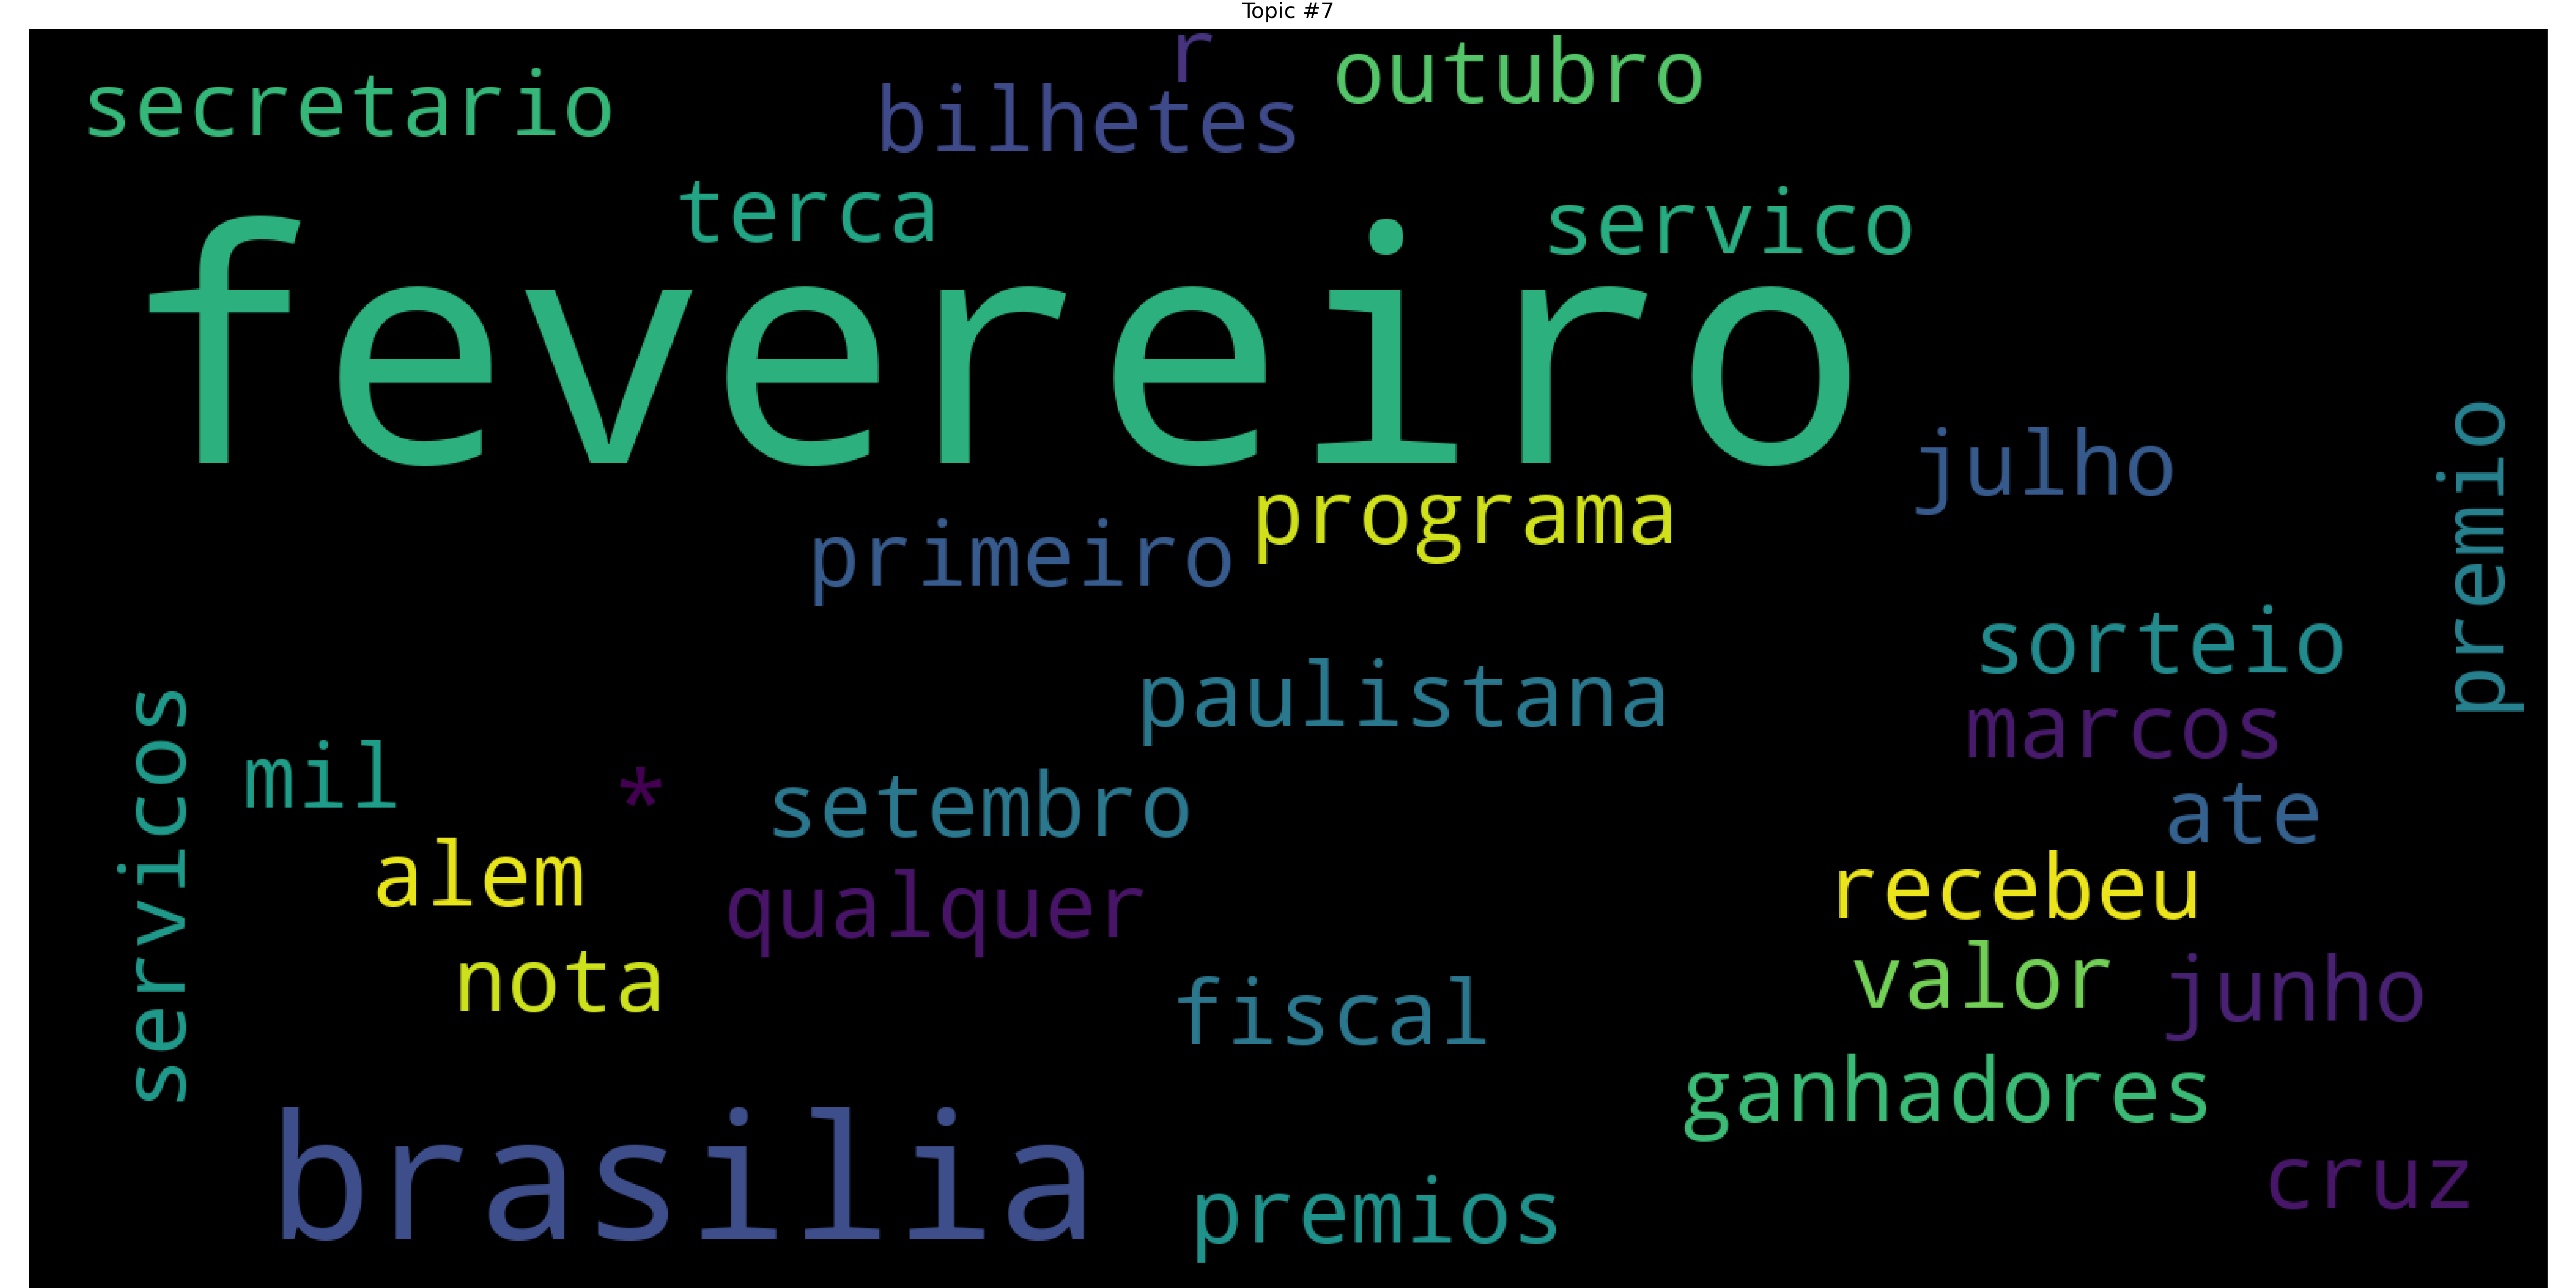 Topic #7
r
outubro
secretario
bilhetes
terca
servico
fevereiro
julho
programa
premio
primeiro
sorteio
paulistana
marcos
servicos
mil
*
setembro
ate
alem
qualquer
recebeu
nota
valor
junho
fiscal
ganhadores
brasilia
premios
cruz